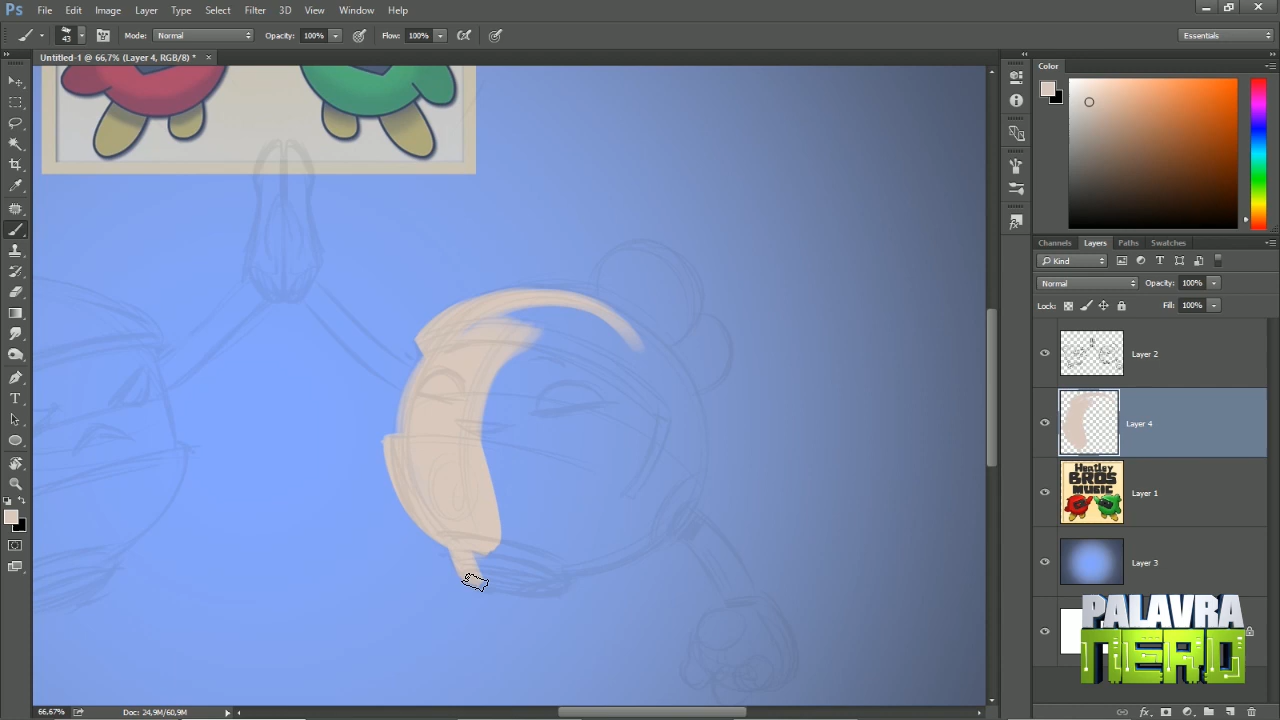 Ps File Edit Image Layer Type Select Filter 3D View Window Help
43 Mode: Normal Opacity: 100% Flow: 100% Essentials
Untitled-1 @ 66,7% (Layer 4, RGB/8) * ×
Color
Channels Layers Paths Swatches
Kind
Normal Opacity: 100%
Lock: Fill: 100%
Layer 2
Layer 4
Heatley
BROS
MUSIC
Layer 1
Layer 3
PALAVRA
NERD
66,67% Doc: 24,9M/60,9M